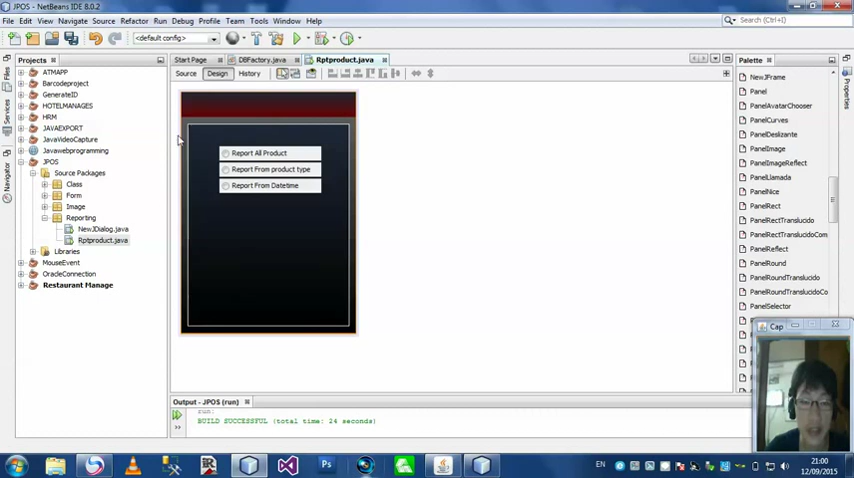 JPOS - NetBeans IDE 8.0.2
File Edit View Navigate Source Refactor Run Debug Profile Team Tools Window Help
Search (Ctrl+I)
<default config>
Projects
Start Page DBFactory.java Rptproduct.java
Palette
Source Design History
Files
Services
Navigator
Properties
ATMAPP
Barcodeproject
GenerateID
HOTELMANAGES
HRM
JAVAEXPORT
JavaVideoCapture
Javawebprogramming
JPOS
Source Packages
Class
Form
Image
Reporting
NewJDialog.java
Rptproduct.java
Libraries
MouseEvent
OracleConnection
Restaurant Manage
Report All Product
Report From product type
Report From Datetime
NewJFrame
Panel
PanelAvatarChooser
PanelCurves
PanelDeslizante
PanelImage
PanelImageReflect
PanelLlamada
PanelNice
PanelRect
PanelRectTranslucido
PanelRectTranslucidoCom
PanelReflect
PanelRound
PanelRoundTranslucido
PanelRoundTranslucidoCo
PanelSelector
Cap
Output - JPOS (run)
run:
BUILD SUCCESSFUL (total time: 24 seconds)
Ps
EN
21:00
12/09/2015